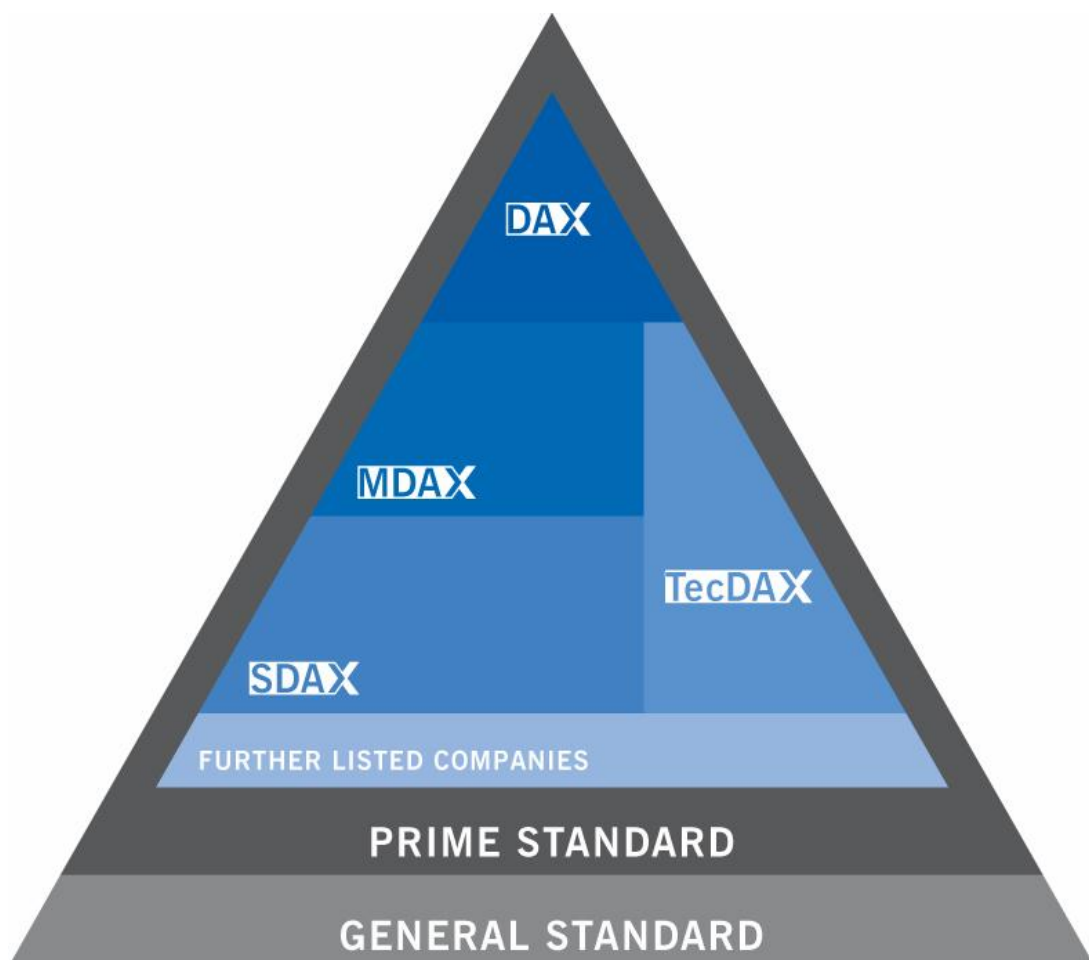 DAX
MDAX
TecDAX
SDAX
FURTHER LISTED COMPANIES
PRIME STANDARD
GENERAL STANDARD